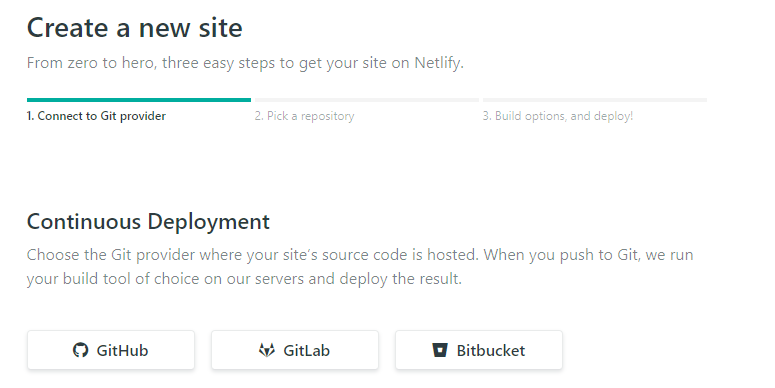 Create a new site
From zero to hero, three easy steps to get your site on Netlify.
1. Connect to Git provider
2. Pick a repository
3. Build options, and deploy!
Continuous Deployment
Choose the Git provider where your site’s source code is hosted. When you push to Git, we run
your build tool of choice on our servers and deploy the result.
GitHub
GitLab
Bitbucket